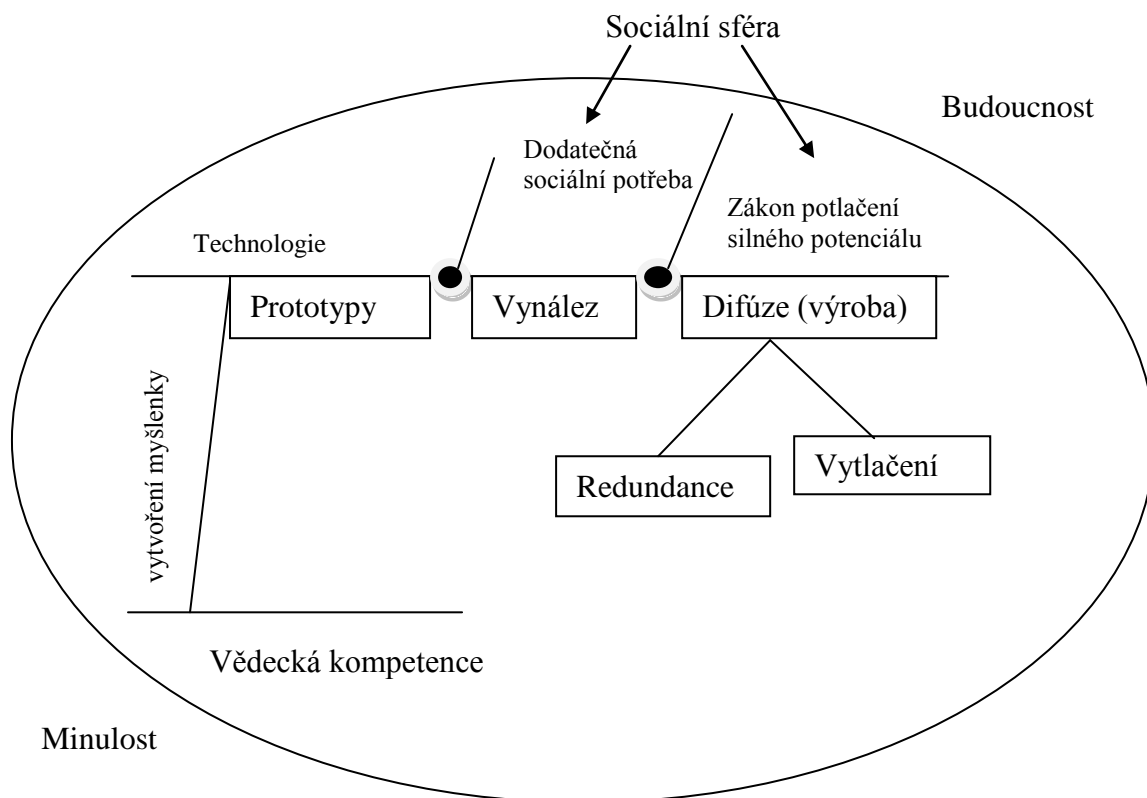 Sociální sféra
Budoucnost
Dodatečná
sociální potřeba
Zákon potlačení
silného potenciálu
Technologie
Prototypy
Vynález
Difúze (výroba)
vytvoření myšlenky
Redundance
Vytlačení
Vědecká kompetence
Minulost